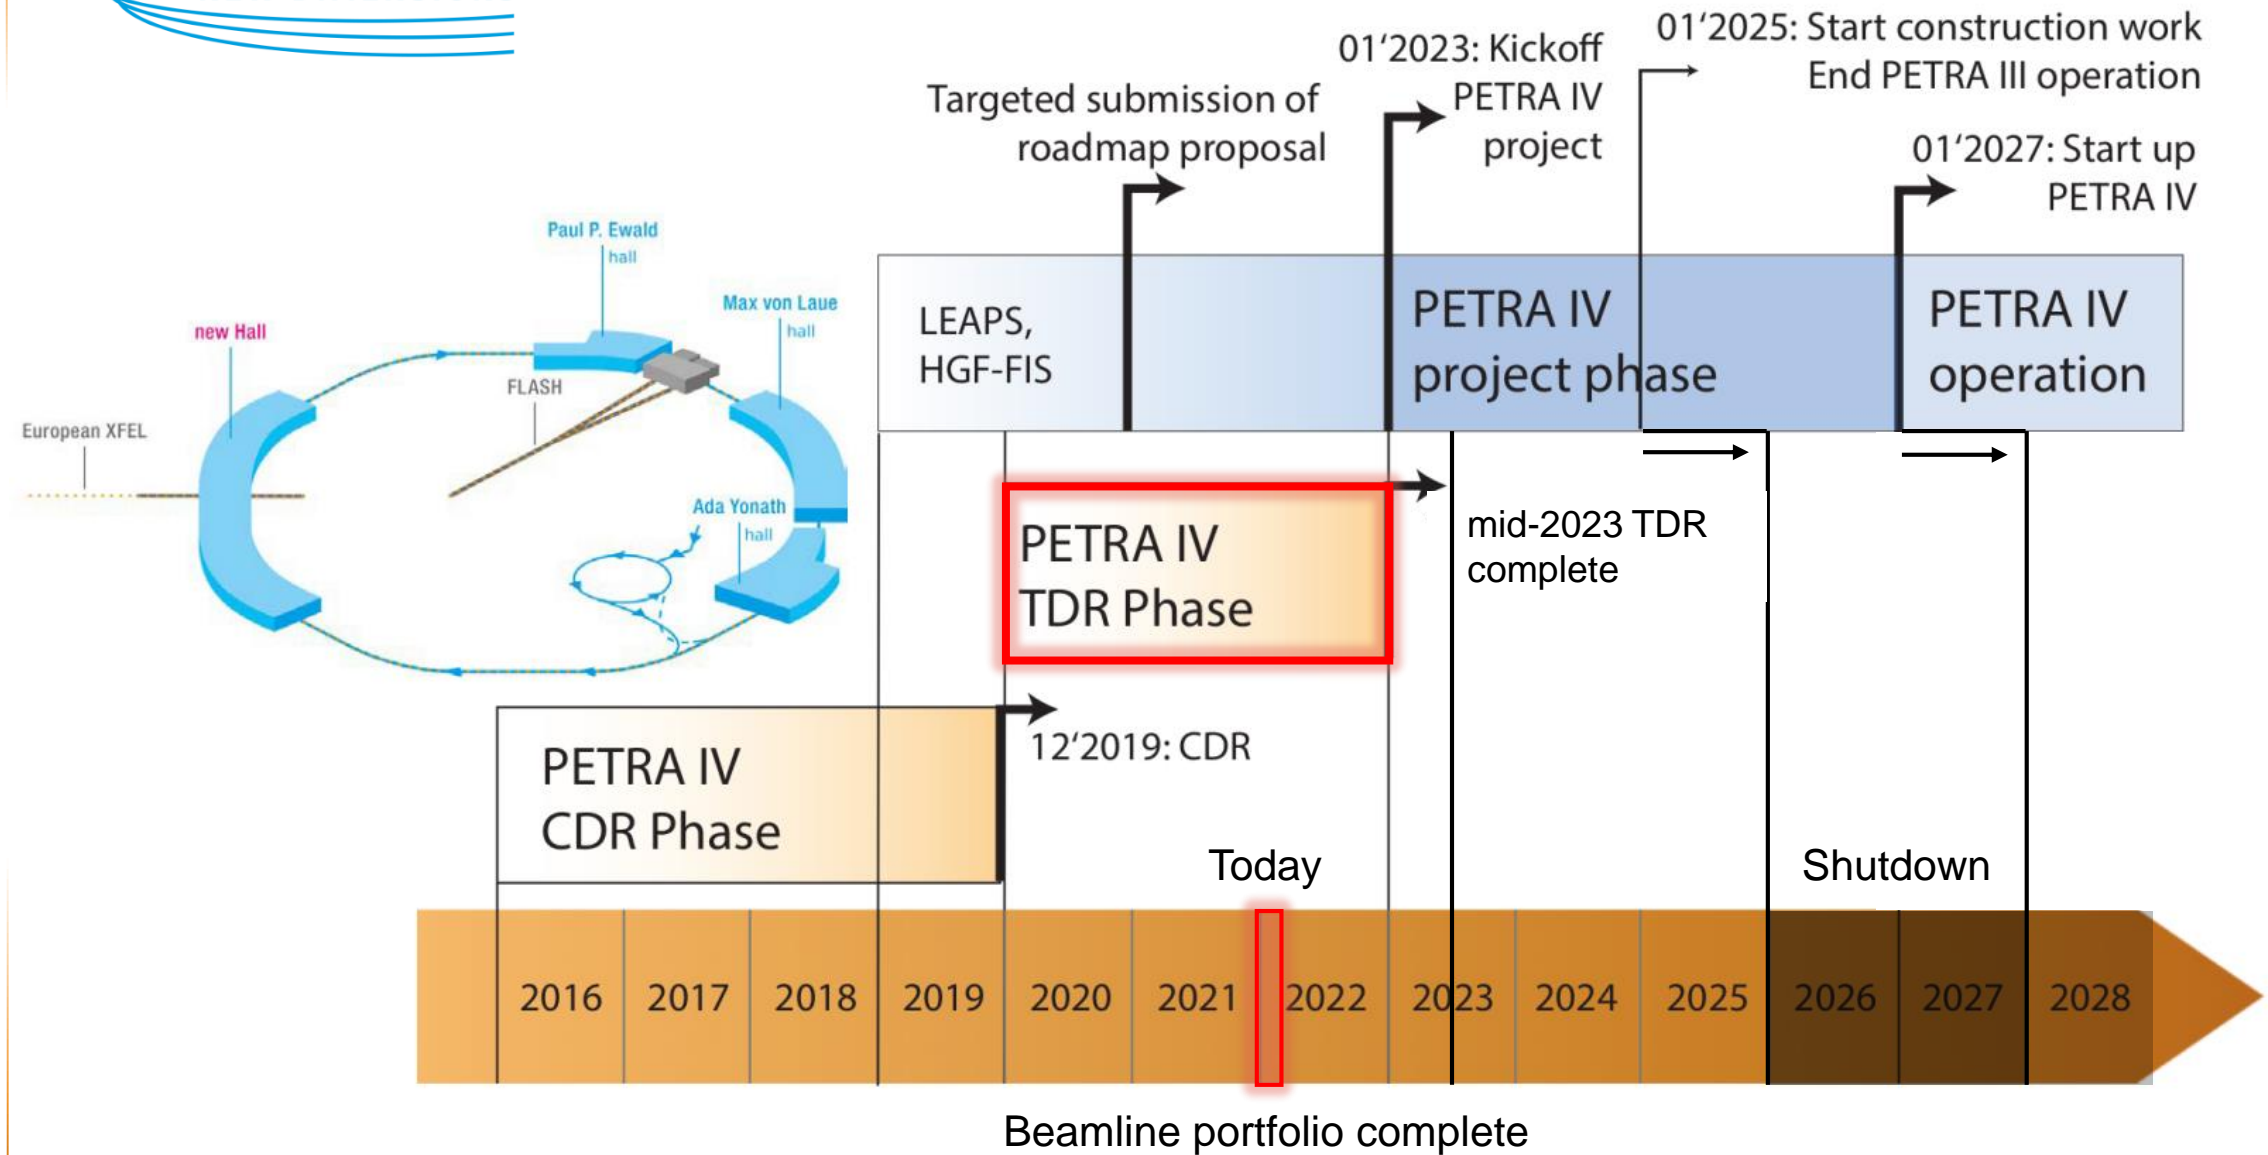 01'2025: Start construction work
End PETRA III operation
01'2023: Kickoff
PETRA IV
project
Targeted submission of
roadmap proposal
01'2027: Start up
PETRA IV
Paul P. Ewald
hall
Max von Laue
hall
new Hall
FLASH
European XFEL
Ada Yonath
hall
LEAPS,
HGF-FIS
PETRA IV
project phase
PETRA IV
operation
PETRA IV
TDR Phase
mid-2023 TDR
complete
12'2019: CDR
PETRA IV
CDR Phase
Today
Shutdown
2016 2017 2018 2019 2020 2021 2022 2023 2024 2025 2026 2027 2028
Beamline portfolio complete